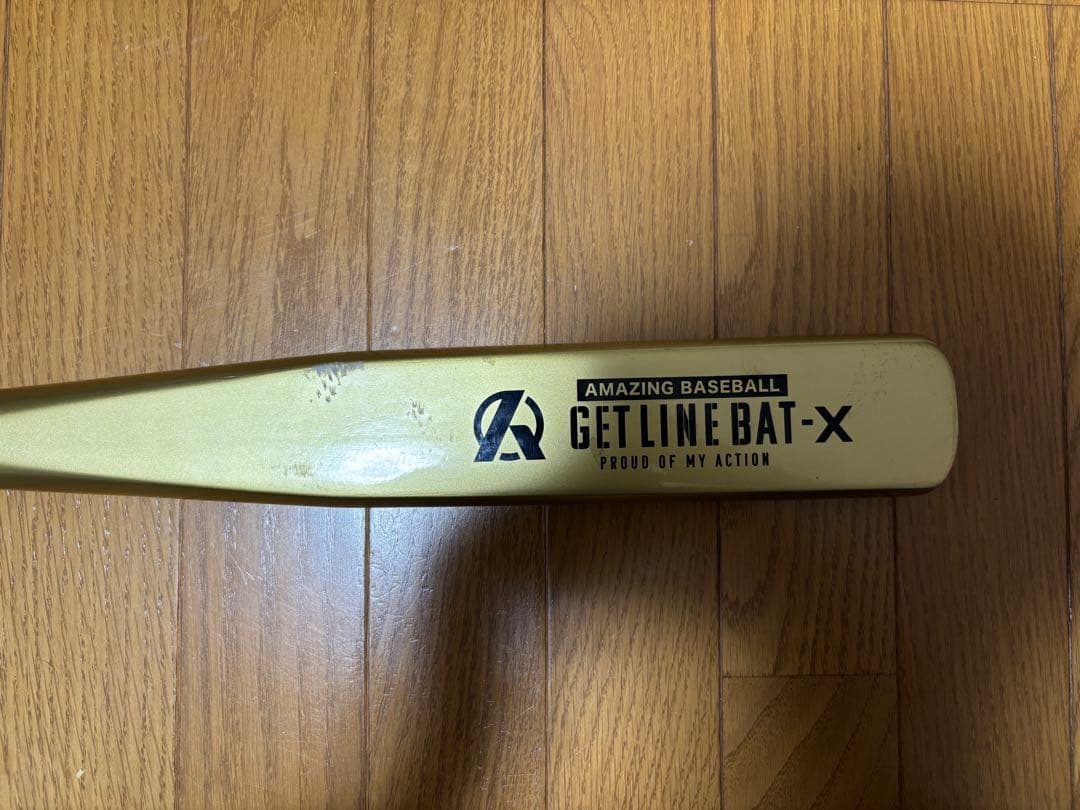 AMAZING BASEBALL
GET LINE BAT-X
PROUD OF MY ACTION